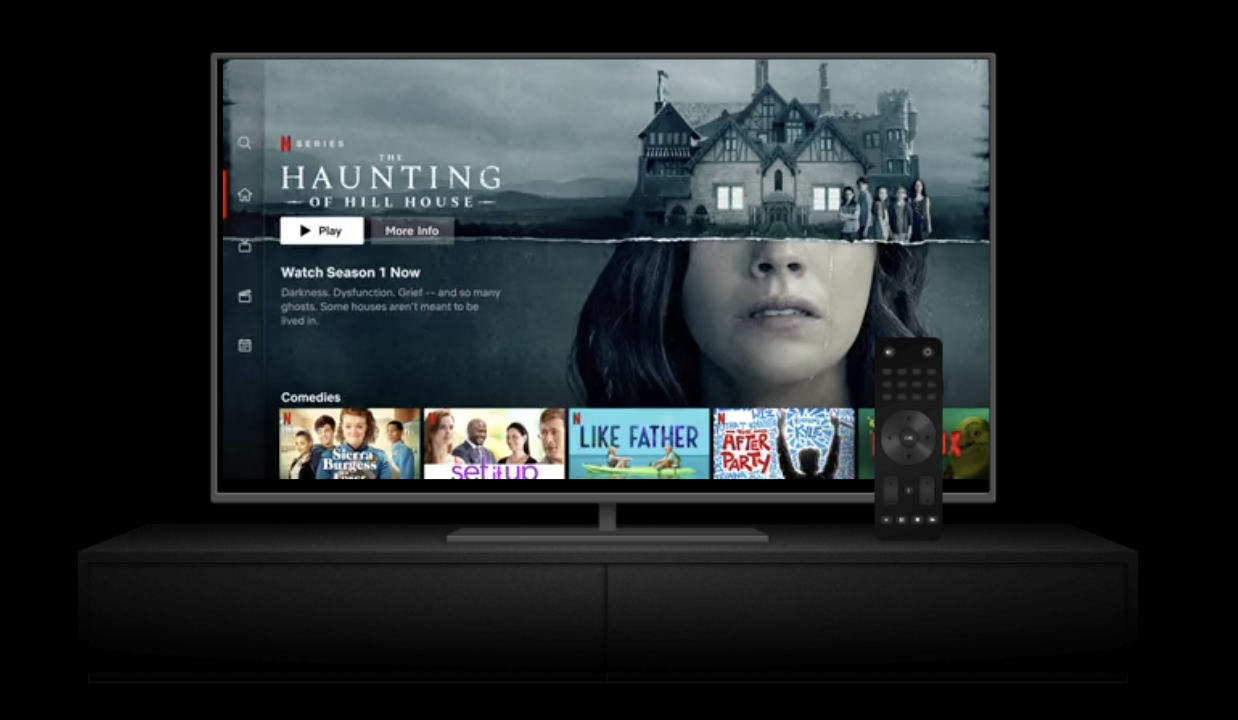 N SERIES
THE
HAUNTING
OF HILL HOUSE
Play
More Info
Watch Season 1 Now
Darkness. Dysfunction. Grief -- and so many
ghosts. Some houses aren't meant to be
lived in.
Comedies
N
Sierra
Burgess
N
set it up
N
LIKE FATHER
N
THE
AFTER
PARTY
KYLE
OK